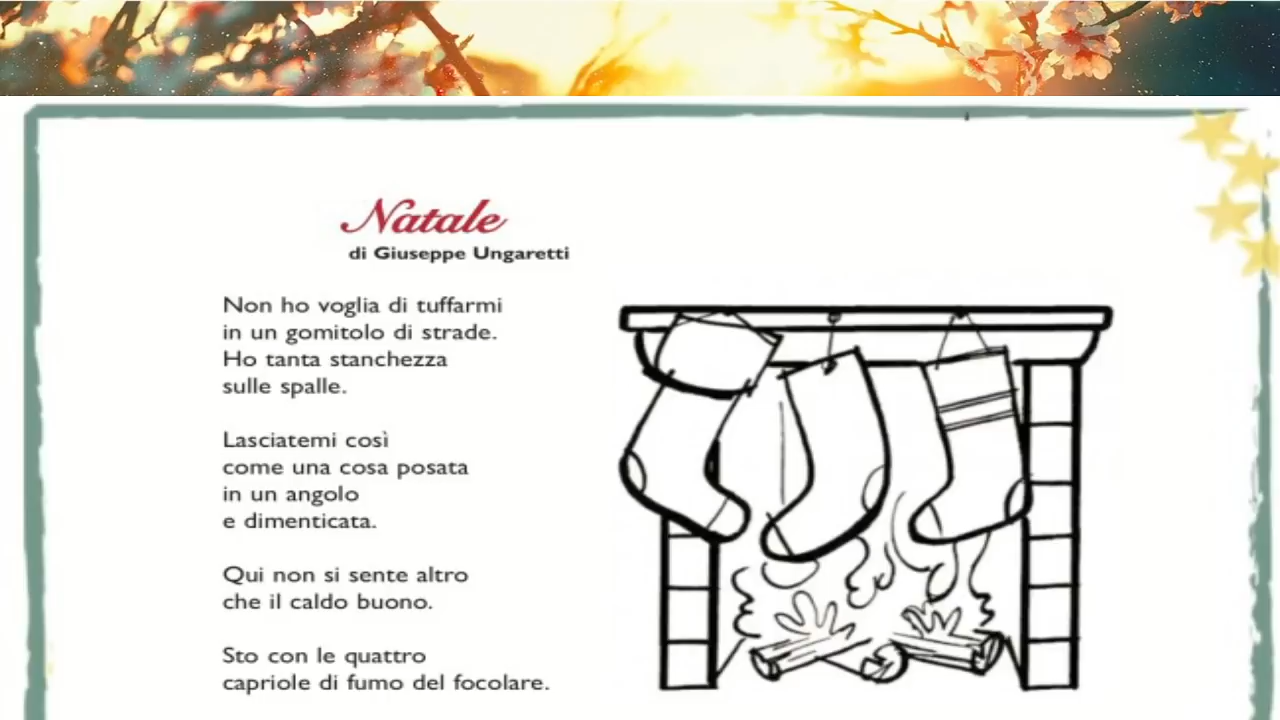 Natale
di Giuseppe Ungaretti
Non ho voglia di tuffarmi
in un gomitolo di strade.
Ho tanta stanchezza
sulle spalle.
Lasciatemi così
come una cosa posata
in un angolo
e dimenticata.
Qui non si sente altro
che il caldo buono.
Sto con le quattro
capriole di fumo del focolare.